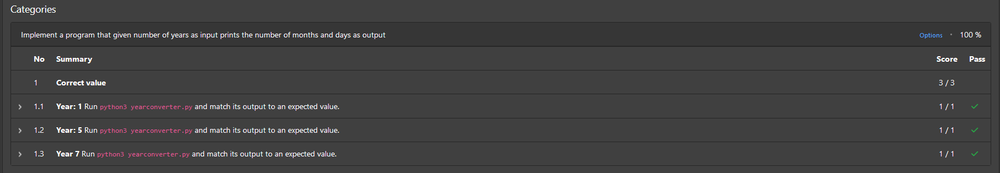 Categories
Implement a program that given number of years as input prints the number of months and days as output Options • 100 %
No Summary Score Pass
1 Correct value 3 / 3
1.1 Year: 1 Run python3 yearconverter.py and match its output to an expected value. 1 / 1
1.2 Year: 5 Run python3 yearconverter.py and match its output to an expected value. 1 / 1
1.3 Year 7 Run python3 yearconverter.py and match its output to an expected value. 1 / 1